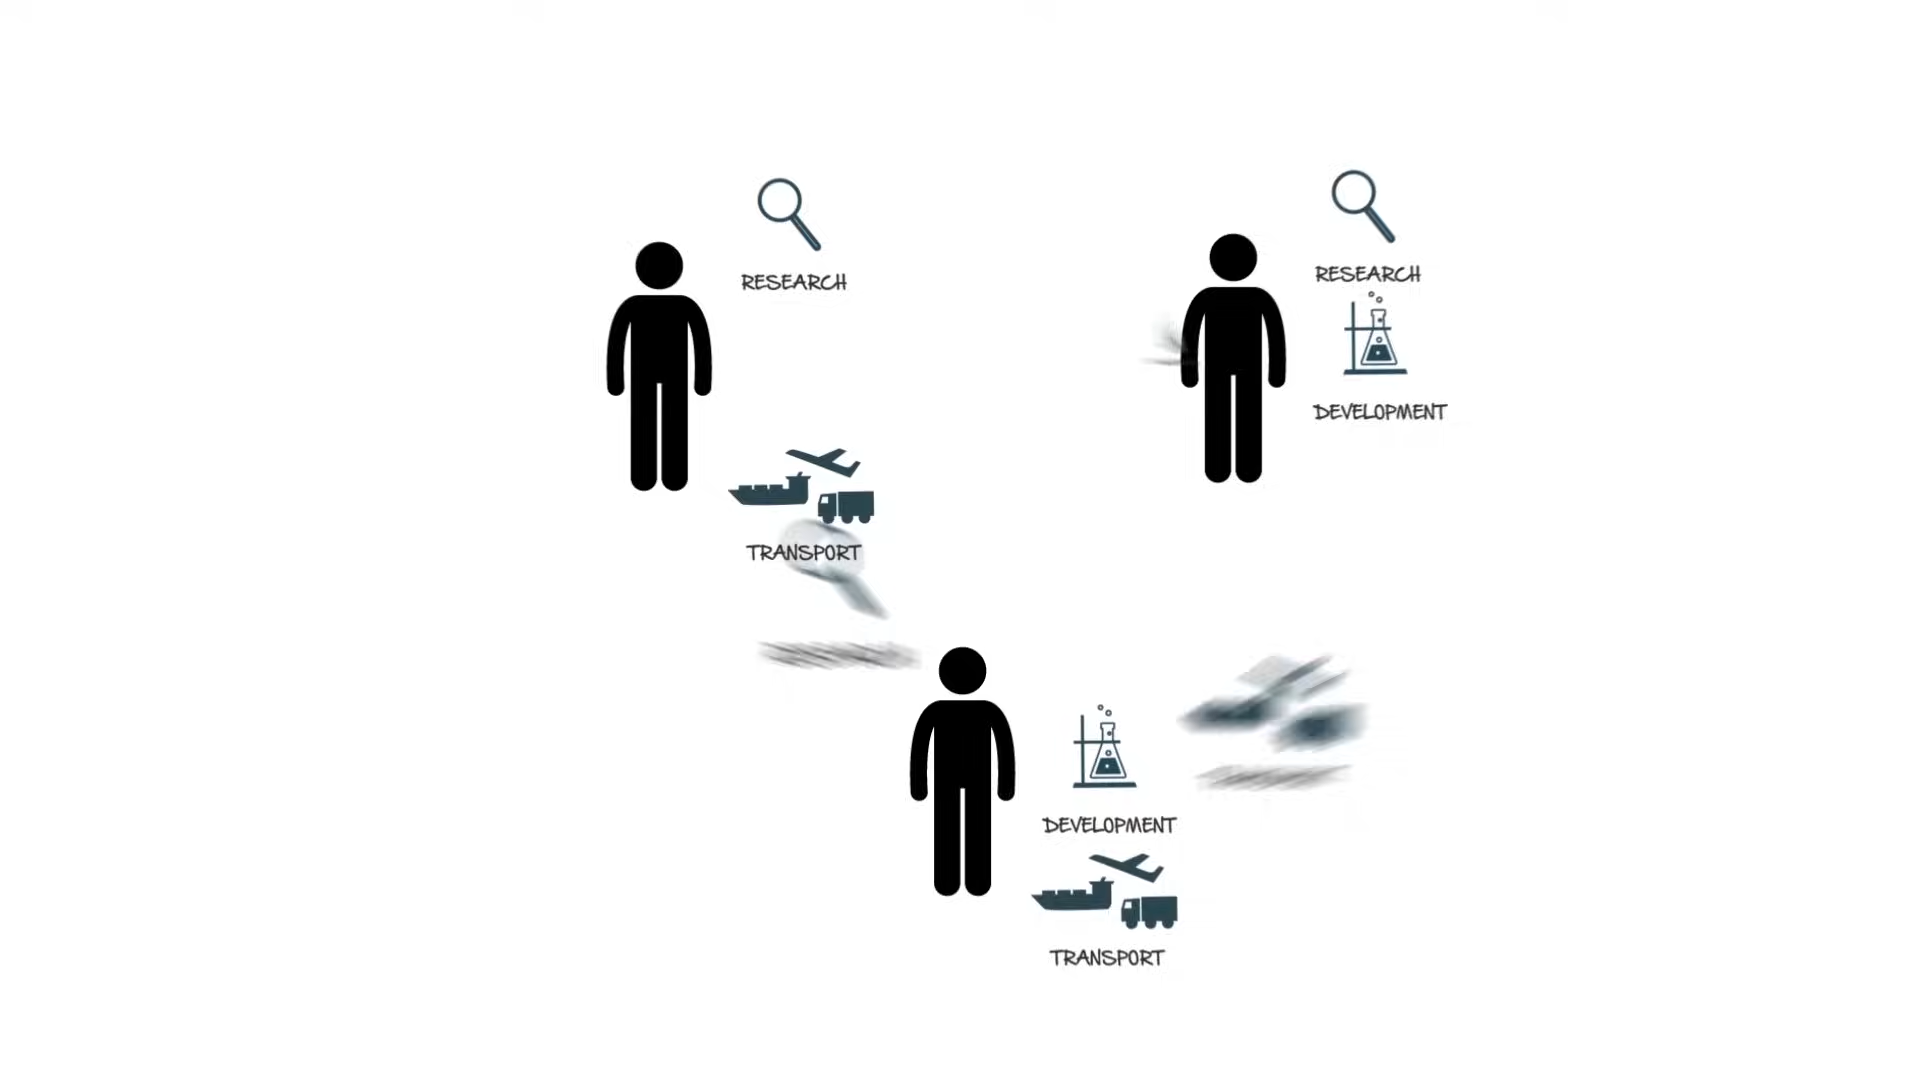 RESEARCH
TRANSPORT
RESEARCH
DEVELOPMENT
DEVELOPMENT
TRANSPORT